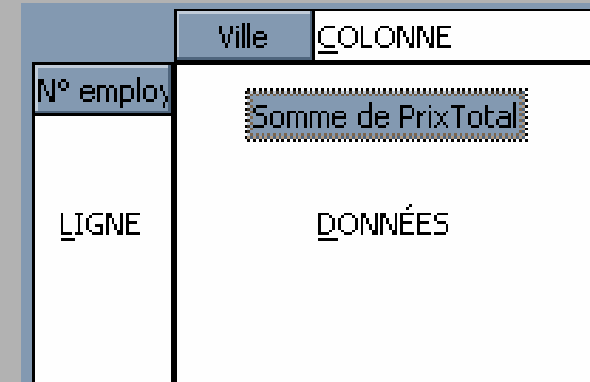 Ville COLONNE
N° employ
Somme de PrixTotal
LIGNE DONNÉES